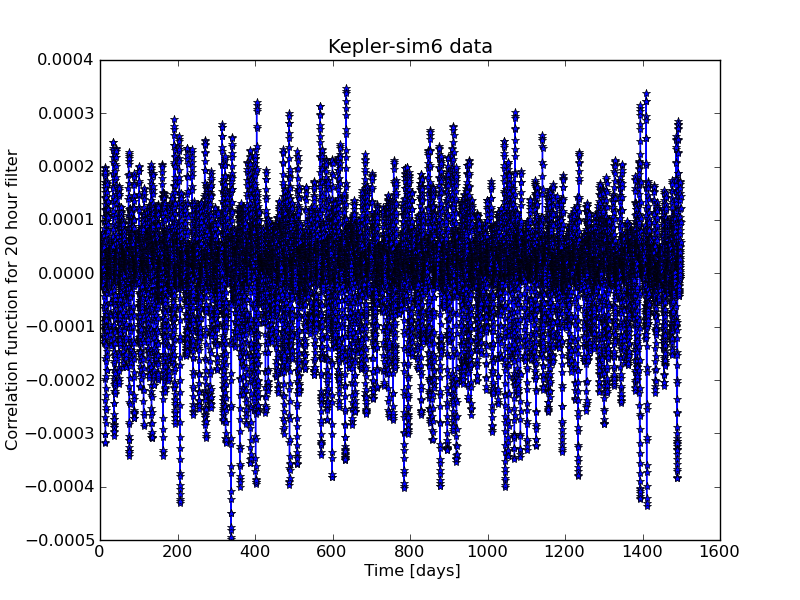 Kepler-sim6 data
Correlation function for 20 hour filter
0.0004
0.0003
0.0002
0.0001
0.0000
−0.0001
−0.0002
−0.0003
−0.0004
−0.0005
0 200 400 600 800 1000 1200 1400 1600
Time [days]